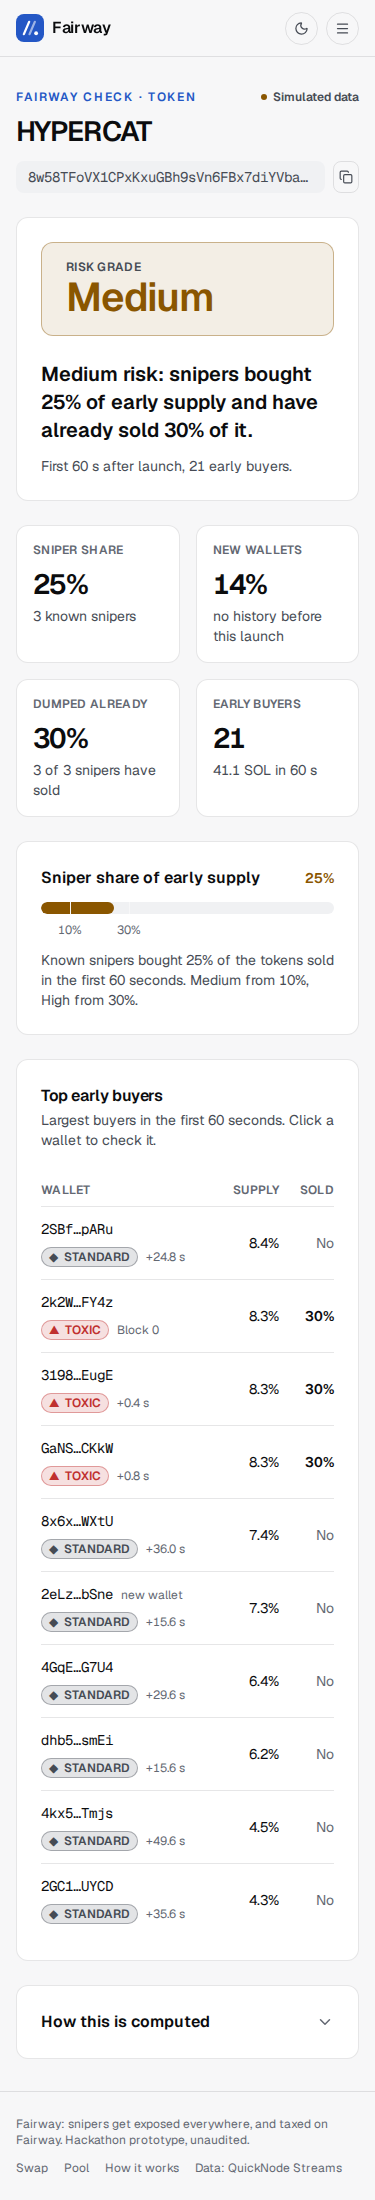 Fairway
FAIRWAY CHECK · TOKEN
Simulated data
HYPERCAT
8w58TFoVX1CPxKxuGBh9sVn6FBx7diYVba…
RISK GRADE
Medium
Medium risk: snipers bought
25% of early supply and have
already sold 30% of it.
First 60 s after launch, 21 early buyers.
SNIPER SHARE
25%
3 known snipers
NEW WALLETS
14%
no history before
this launch
DUMPED ALREADY
30%
3 of 3 snipers have
sold
EARLY BUYERS
21
41.1 SOL in 60 s
Sniper share of early supply 25%
10% 30%
Known snipers bought 25% of the tokens sold
in the first 60 seconds. Medium from 10%,
High from 30%.
Top early buyers
Largest buyers in the first 60 seconds. Click a
wallet to check it.
WALLET SUPPLY SOLD
2SBf…pARu
◆ STANDARD +24.8 s 8.4% No
2k2W…FY4z
▲ TOXIC Block 0 8.3% 30%
3198…EugE
▲ TOXIC +0.4 s 8.3% 30%
GaNS…CKkW
▲ TOXIC +0.8 s 8.3% 30%
8x6x…WXtU
◆ STANDARD +36.0 s 7.4% No
2eLz…bSne new wallet
◆ STANDARD +15.6 s 7.3% No
4GqE…G7U4
◆ STANDARD +29.6 s 6.4% No
dhb5…smEi
◆ STANDARD +15.6 s 6.2% No
4kx5…Tmjs
◆ STANDARD +49.6 s 4.5% No
2GC1…UYCD
◆ STANDARD +35.6 s 4.3% No
How this is computed
Fairway: snipers get exposed everywhere, and taxed on
Fairway. Hackathon prototype, unaudited.
Swap Pool How it works Data: QuickNode Streams